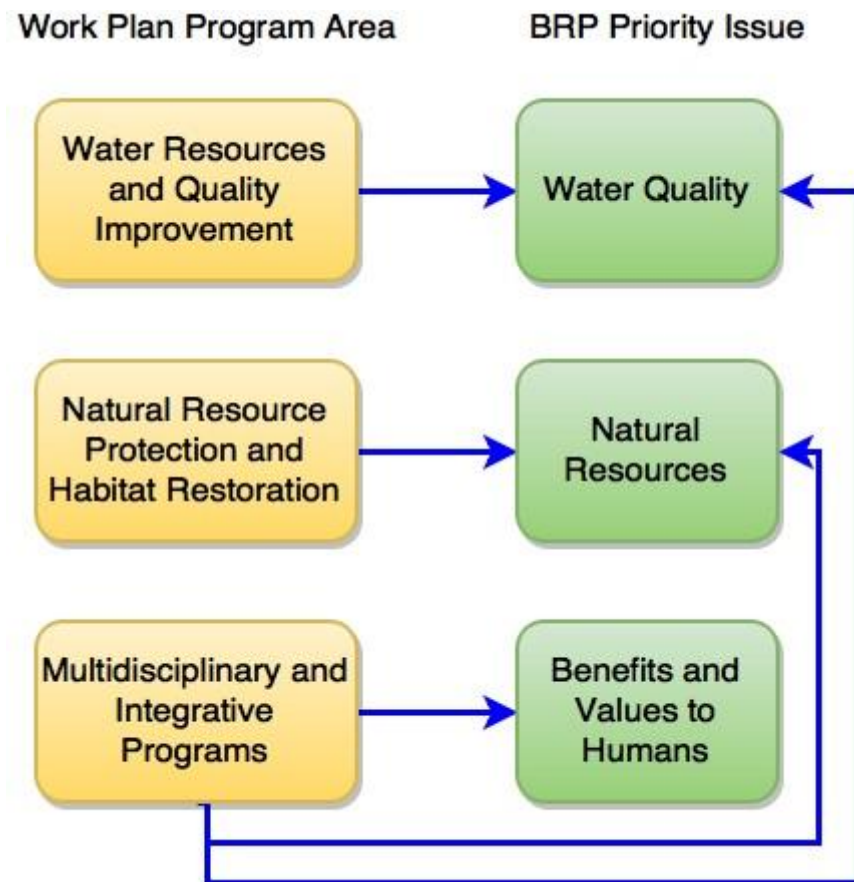 Work Plan Program Area
BRP Priority Issue
Water Resources
and Quality
Improvement
Water Quality
Natural Resource
Protection and
Habitat Restoration
Natural
Resources
Multidisciplinary and
Integrative
Programs
Benefits and
Values to
Humans